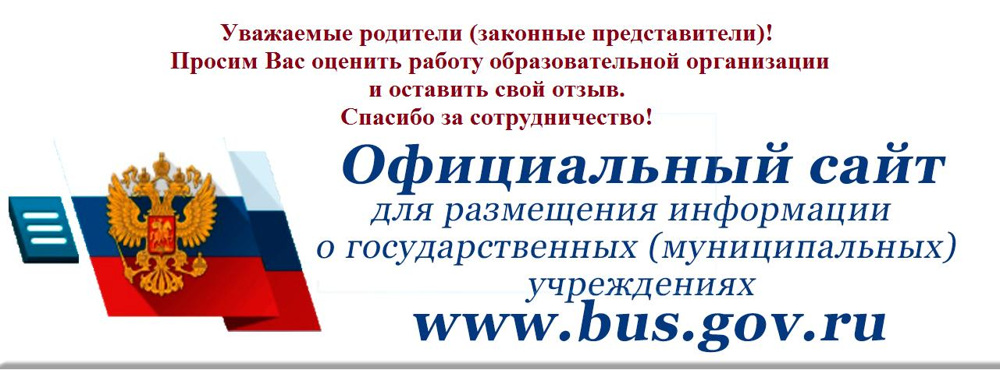 Уважаемые родители (законные представители)!
Просим Вас оценить работу образовательной организации
и оставить свой отзыв.
Спасибо за сотрудничество!
Официальный сайт
для размещения информации
о государственных (муниципальных)
учреждениях
www.bus.gov.ru